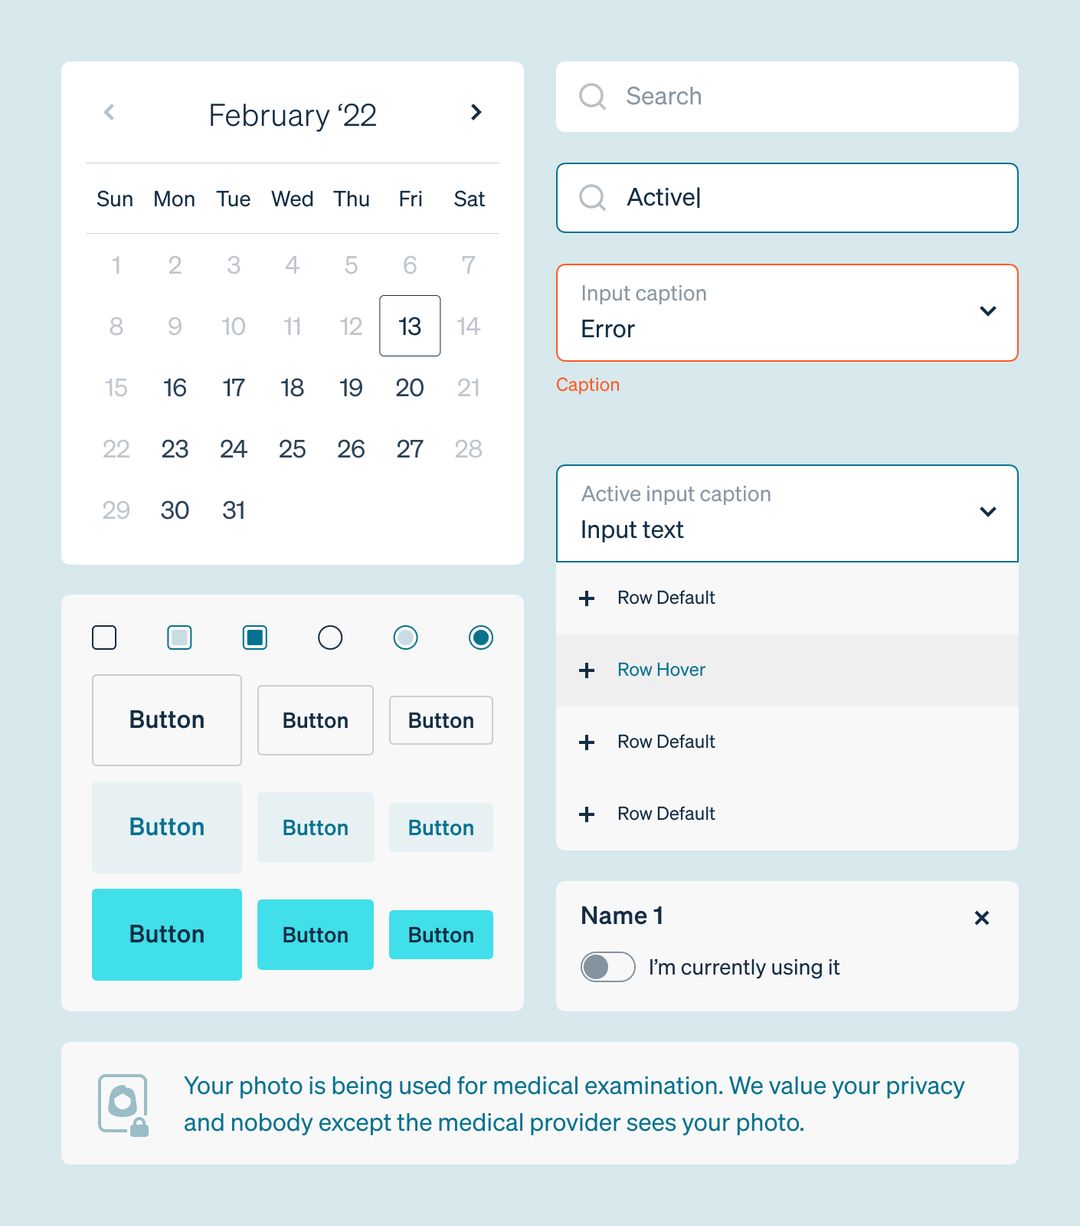 February ‘22
Sun Mon Tue Wed Thu Fri Sat
1 2 3 4 5 6 7
8 9 10 11 12 13 14
15 16 17 18 19 20 21
22 23 24 25 26 27 28
29 30 31
Search
Active
Input caption
Error
Caption
Active input caption
Input text
Row Default
Row Hover
Row Default
Row Default
Button Button Button
Button Button Button
Button Button Button
Name 1
I’m currently using it
Your photo is being used for medical examination. We value your privacy
and nobody except the medical provider sees your photo.